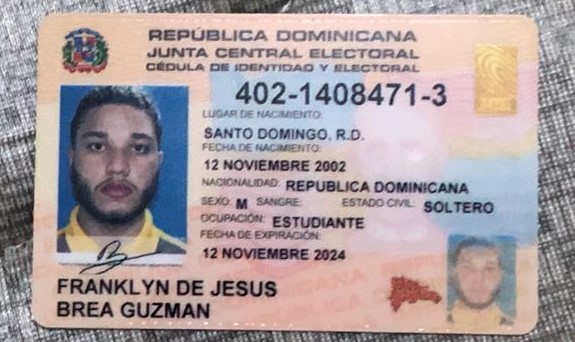 REPÚBLICA DOMINICANA
JUNTA CENTRAL ELECTORAL
CÉDULA DE IDENTIDAD Y ELECTORAL
402-1408471-3
LUGAR DE NACIMIENTO:
SANTO DOMINGO, R.D.
FECHA DE NACIMIENTO:
12 NOVIEMBRE 2002
NACIONALIDAD: REPUBLICA DOMINICANA
SEXO: M SANGRE: ESTADO CIVIL: SOLTERO
OCUPACIÓN: ESTUDIANTE
FECHA DE EXPIRACIÓN:
12 NOVIEMBRE 2024
FRANKLYN DE JESUS
BREA GUZMAN